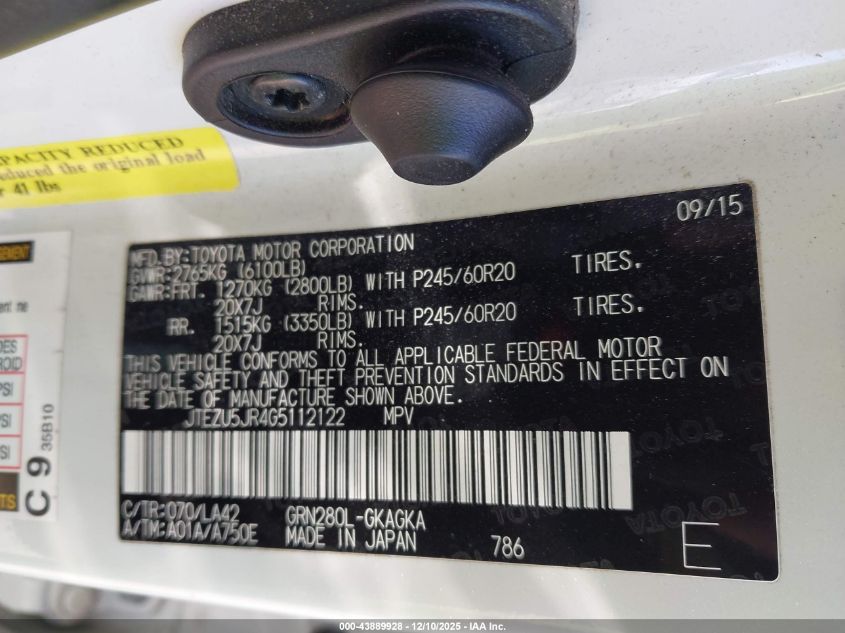 APACITY REDUCED
educed the original load
r 41 lbs
09/15
MFD.BY:TOYOTA MOTOR CORPORATION
GVWR:2765KG (6100LB)
GAWR:FRT. 1270KG (2800LB) WITH P245/60R20 TIRES.
20X7J RIMS.
RR. 1515KG (3350LB) WITH P245/60R20 TIRES.
20X7J RIMS.
THIS VEHICLE CONFORMS TO ALL APPLICABLE FEDERAL MOTOR
VEHICLE SAFETY AND THEFT PREVENTION STANDARDS IN EFFECT ON
THE DATE OF MANUFACTURE SHOWN ABOVE.
JTEZU5JR4G5112122 MPV
C/TR:070/LA42 GRN280L-GKAGKA
A/TM:A01A/A750E MADE IN JAPAN 786 E
C 9
35B10
000-43889928 - 12/10/2025 - IAA Inc.